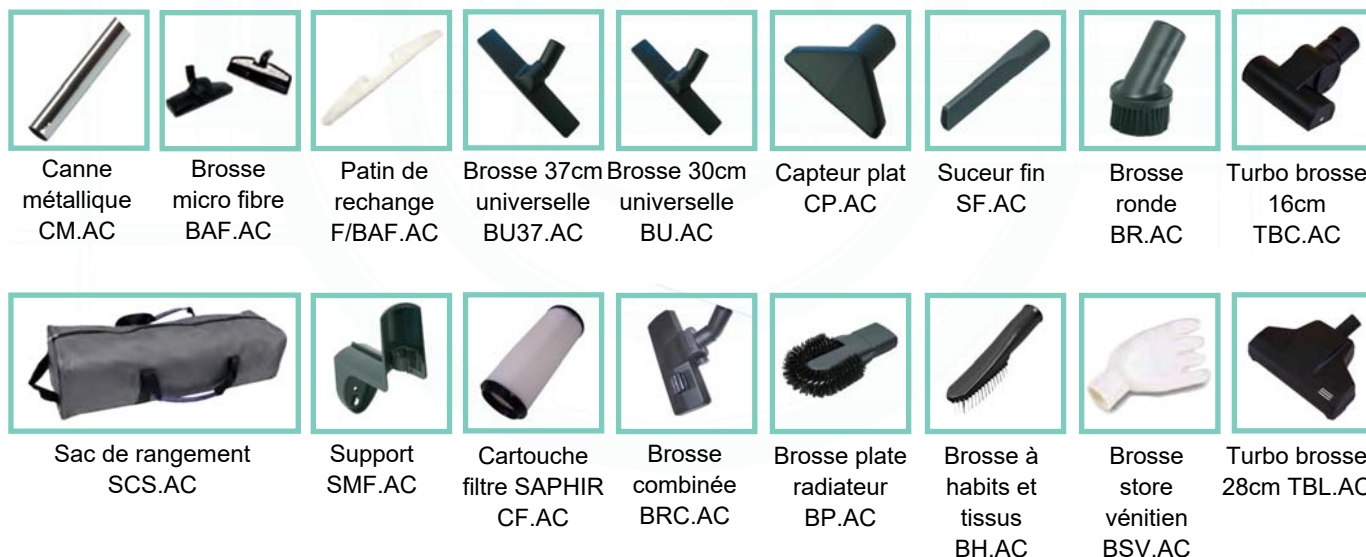 Canne
métallique
CM.AC
Brosse
micro fibre
BAF.AC
Patin de
rechange
F/BAF.AC
Brosse 37cm
universelle
BU37.AC
Brosse 30cm
universelle
BU.AC
Capteur plat
CP.AC
Suceur fin
SF.AC
Brosse
ronde
BR.AC
Turbo brosse
16cm
TBC.AC
Sac de rangement
SCS.AC
Support
SMF.AC
Cartouche
filtre SAPHIR
CF.AC
Brosse
combinée
BRC.AC
Brosse plate
radiateur
BP.AC
Brosse à
habits et
tissus
BH.AC
Brosse
store
vénitien
BSV.AC
Turbo brosse
28cm TBL.AC